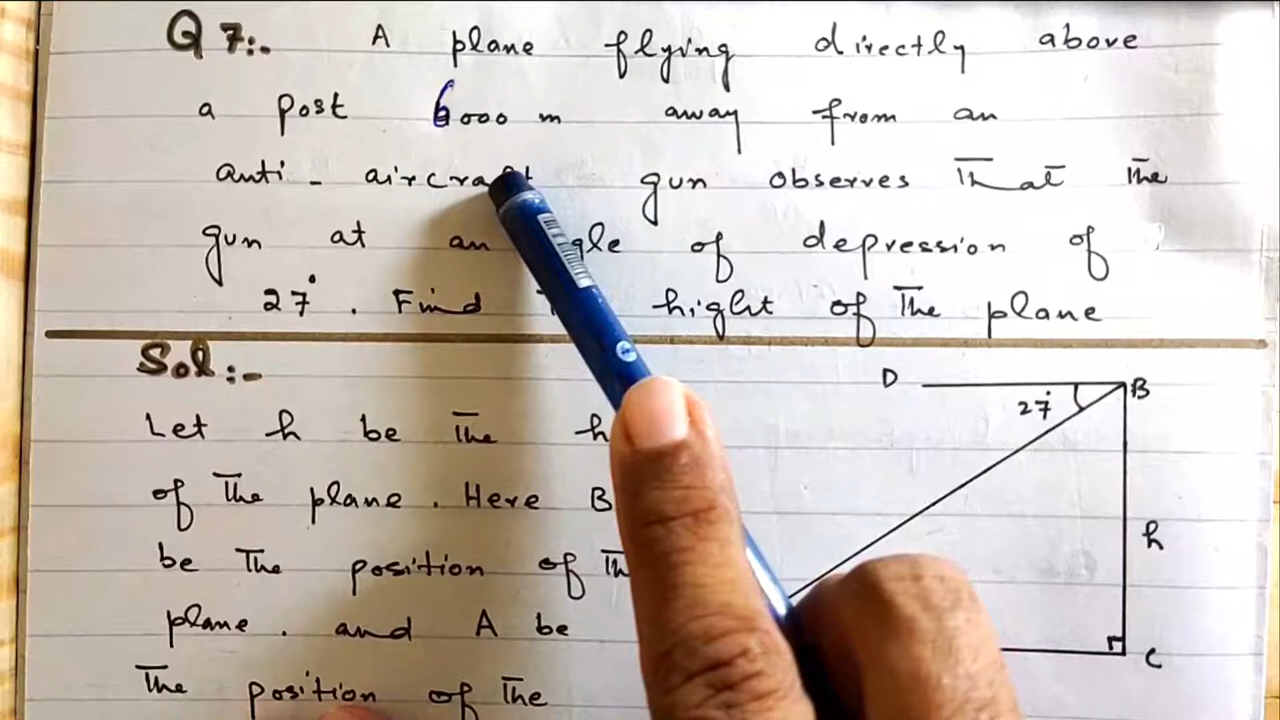 Q 7:- A plane flying directly above
a post 6000 m away from an
anti - aircraft gun observes That The
gun at an of depression of
27° . Find hight of The plane
Sol:-
Let h be The
of The plane . Here B
be The position of
plane . and A be
The position of The
D
B
27°
h
C